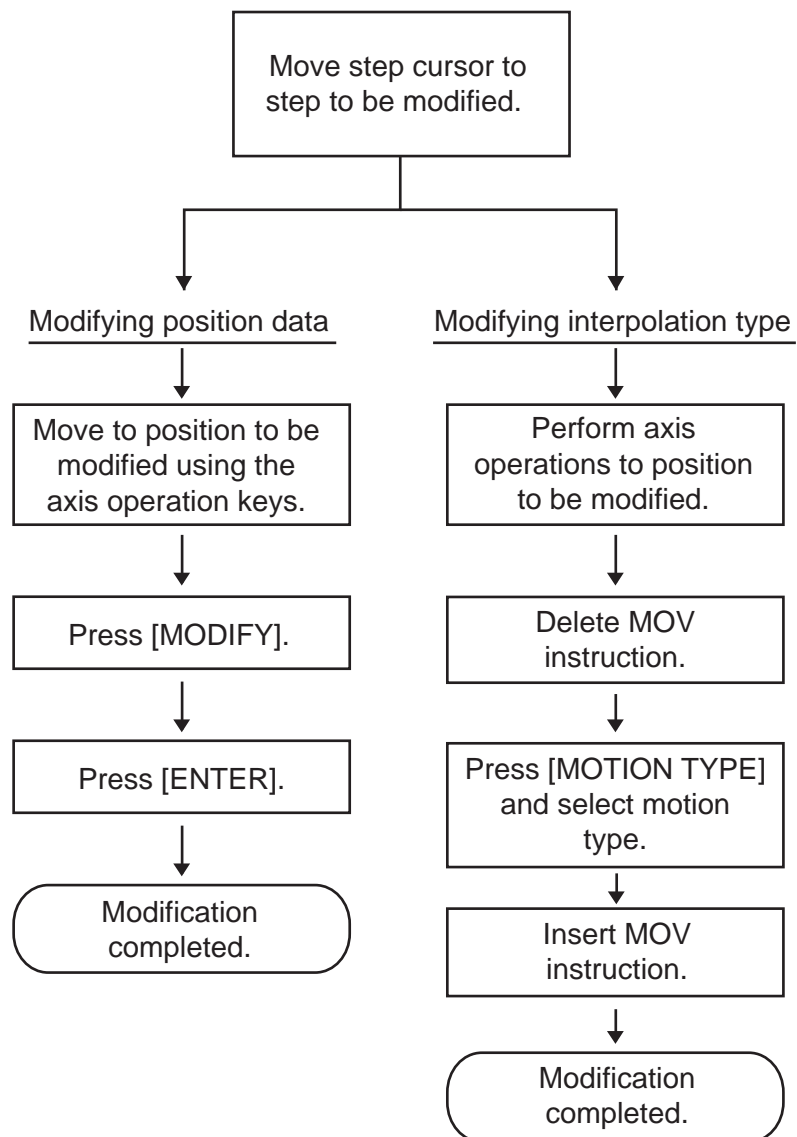 Move step cursor to
step to be modified.
Modifying position data
Move to position to be
modified using the
axis operation keys.
Press [MODIFY].
Press [ENTER].
Modification
completed.
Modifying interpolation type
Perform axis
operations to position
to be modified.
Delete MOV
instruction.
Press [MOTION TYPE]
and select motion
type.
Insert MOV
instruction.
Modification
completed.